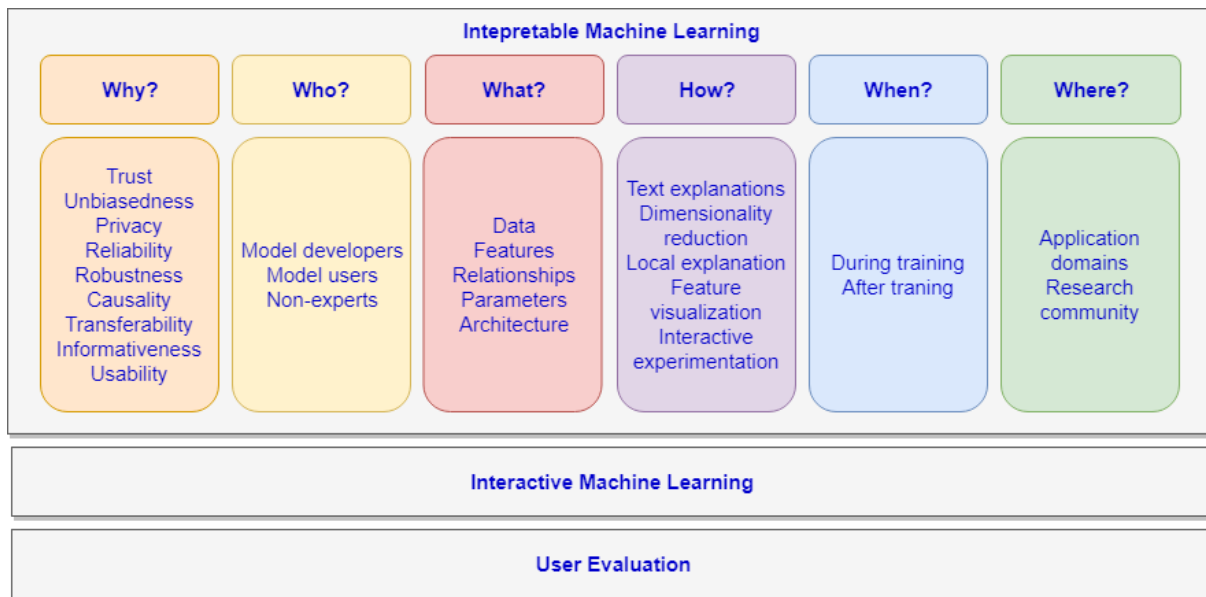 Intepretable Machine Learning
Why?
Who?
What?
How?
When?
Where?
Trust
Unbiasedness
Privacy
Reliability
Robustness
Causality
Transferability
Informativeness
Usability
Model developers
Model users
Non-experts
Data
Features
Relationships
Parameters
Architecture
Text explanations
Dimensionality
reduction
Local explanation
Feature
visualization
Interactive
experimentation
During training
After traning
Application
domains
Research
community
Interactive Machine Learning
User Evaluation